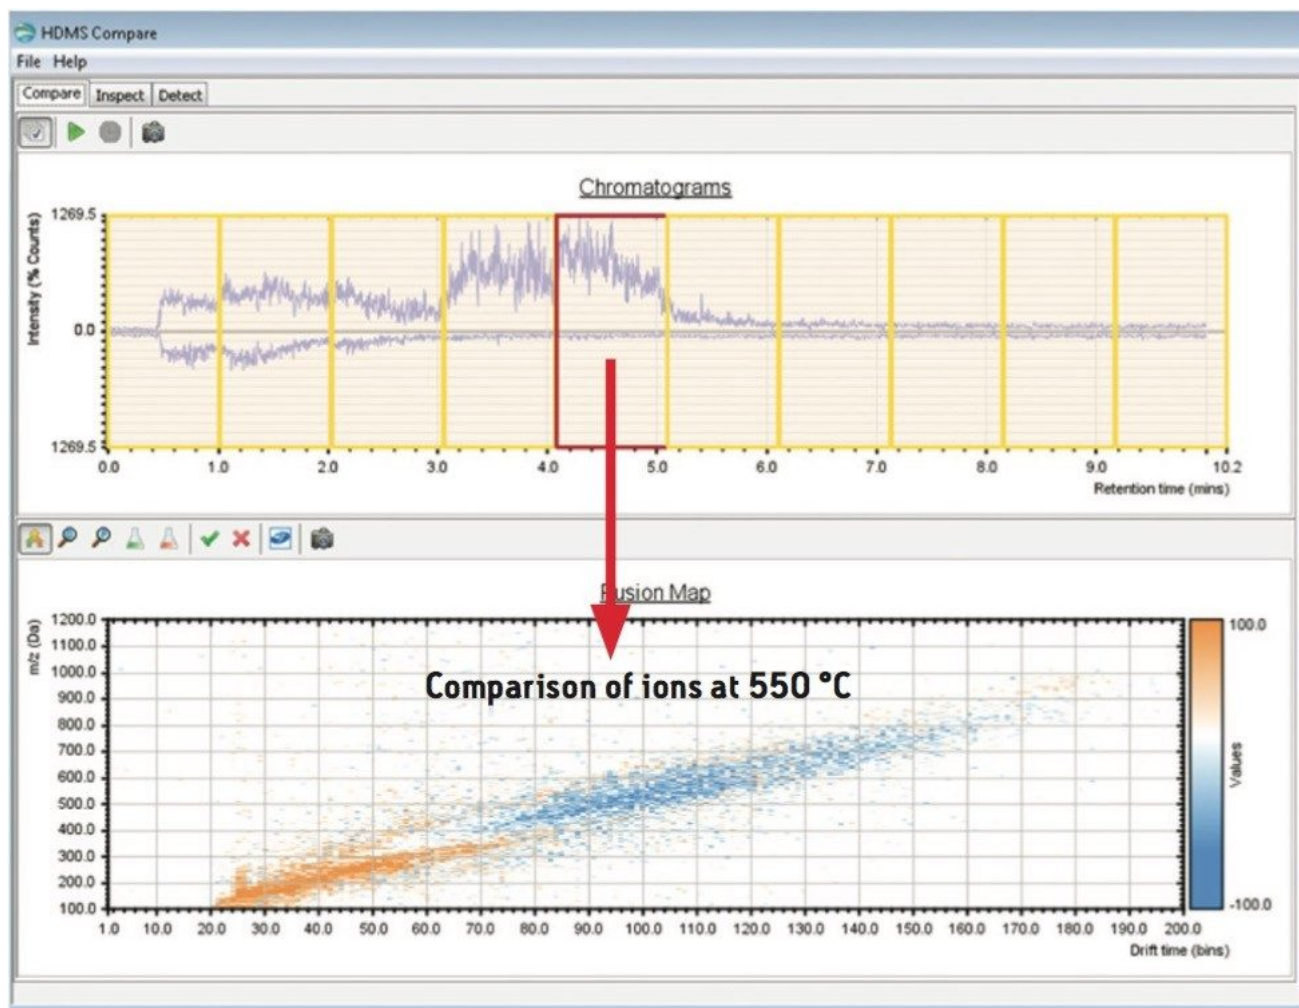 HDMS Compare
File Help
Compare Inspect Detect
Chromatograms
Intensity (% Counts)
1269.5
0.0
1269.5
0.0 1.0 2.0 3.0 4.0 5.0 6.0 7.0 8.0 9.0 10.2
Retention time (mins)
Fusion Map
m/z (Da)
1200.0
1100.0
1000.0
900.0
800.0
700.0
600.0
500.0
400.0
300.0
200.0
100.0
Comparison of ions at 550 °C
1.0 10.0 20.0 30.0 40.0 50.0 60.0 70.0 80.0 90.0 100.0 110.0 120.0 130.0 140.0 150.0 160.0 170.0 180.0 190.0 200.0
Drift time (bins)
100.0
Values
-100.0